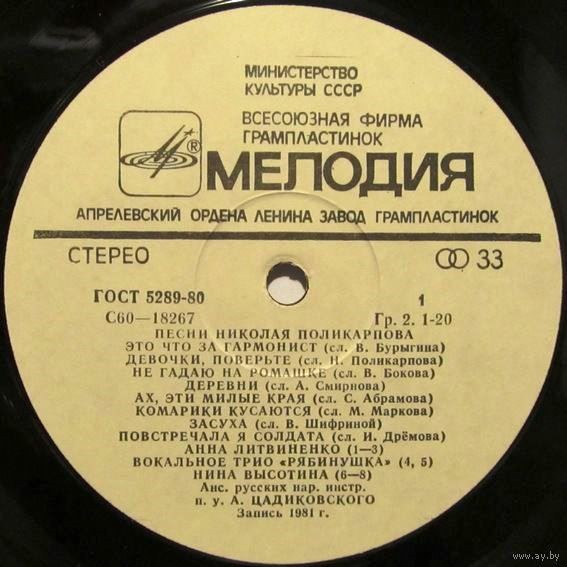 МИНИСТЕРСТВО
КУЛЬТУРЫ СССР
ВСЕСОЮЗНАЯ ФИРМА
ГРАМПЛАСТИНОК
® МЕЛОДИЯ
АПРЕЛЕВСКИЙ ОРДЕНА ЛЕНИНА ЗАВОД ГРАМПЛАСТИНОК
СТЕРЕО 33
ГОСТ 5289-80 1
С60—18267 Гр. 2. 1-20
ПЕСНИ НИКОЛАЯ ПОЛИКАРПОВА
ЭТО ЧТО ЗА ГАРМОНИСТ (сл. В. Бурыгина)
ДЕВОЧКИ, ПОВЕРЬТЕ (сл. Н. Поликарпова)
НЕ ГАДАЮ НА РОМАШКЕ (сл. В. Бокова)
ДЕРЕВНИ (сл. А. Смирнова)
АХ, ЭТИ МИЛЫЕ КРАЯ (сл. С. Абрамова)
КОМАРИКИ КУСАЮТСЯ (сл. М. Маркова)
ЗАСУХА (сл. В. Шифриной)
ПОВСТРЕЧАЛА Я СОЛДАТА (сл. И. Дрёмова)
АННА ЛИТВИНЕНКО (1—3)
ВОКАЛЬНОЕ ТРИО «РЯБИНУШКА» (4, 5)
НИНА ВЫСОТИНА (6—8)
Анс. русских нар. инстр.
п. у. А. ЦАДИКОВСКОГО
Запись 1981 г.
www.ay.by